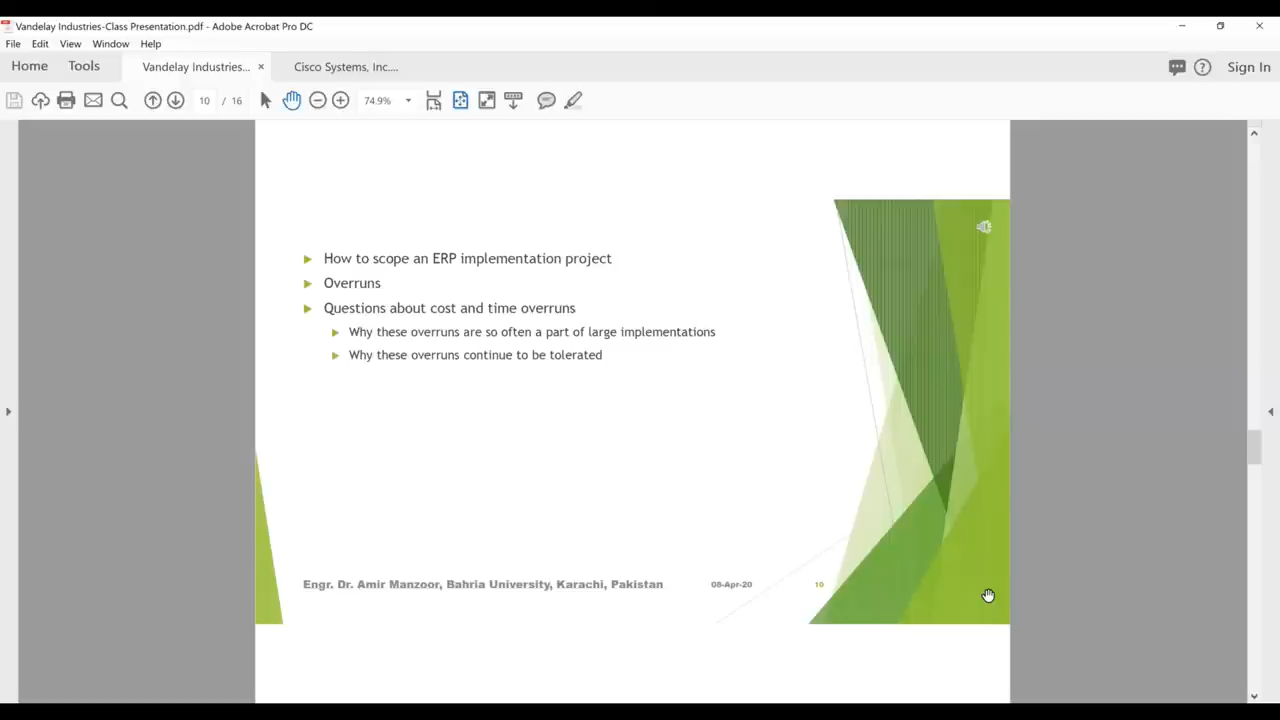 Vandelay Industries-Class Presentation.pdf - Adobe Acrobat Pro DC
File Edit View Window Help
Home Tools Vandelay Industries... × Cisco Systems, Inc.... Sign In
10 / 16 74.9%
How to scope an ERP implementation project
Overruns
Questions about cost and time overruns
Why these overruns are so often a part of large implementations
Why these overruns continue to be tolerated
Engr. Dr. Amir Manzoor, Bahria University, Karachi, Pakistan 08-Apr-20 10